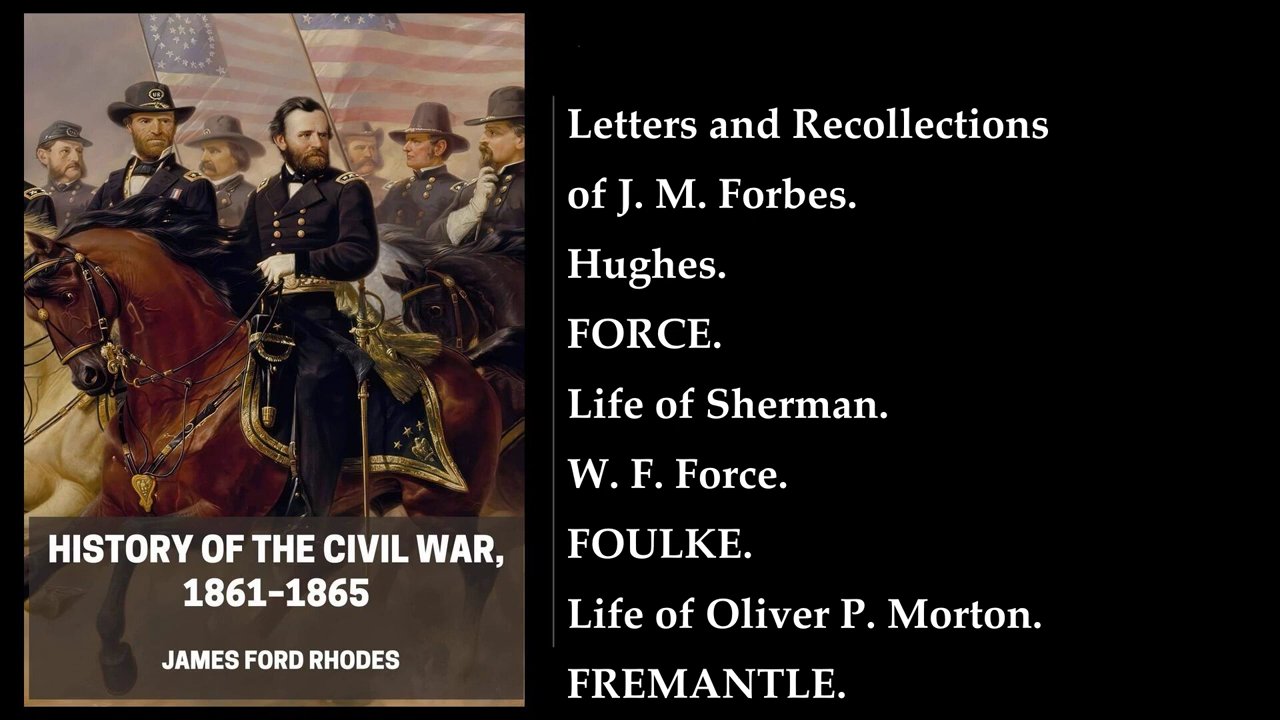 HISTORY OF THE CIVIL WAR,
1861–1865
JAMES FORD RHODES
Letters and Recollections
of J. M. Forbes.
Hughes.
FORCE.
Life of Sherman.
W. F. Force.
FOULKE.
Life of Oliver P. Morton.
FREMANTLE.